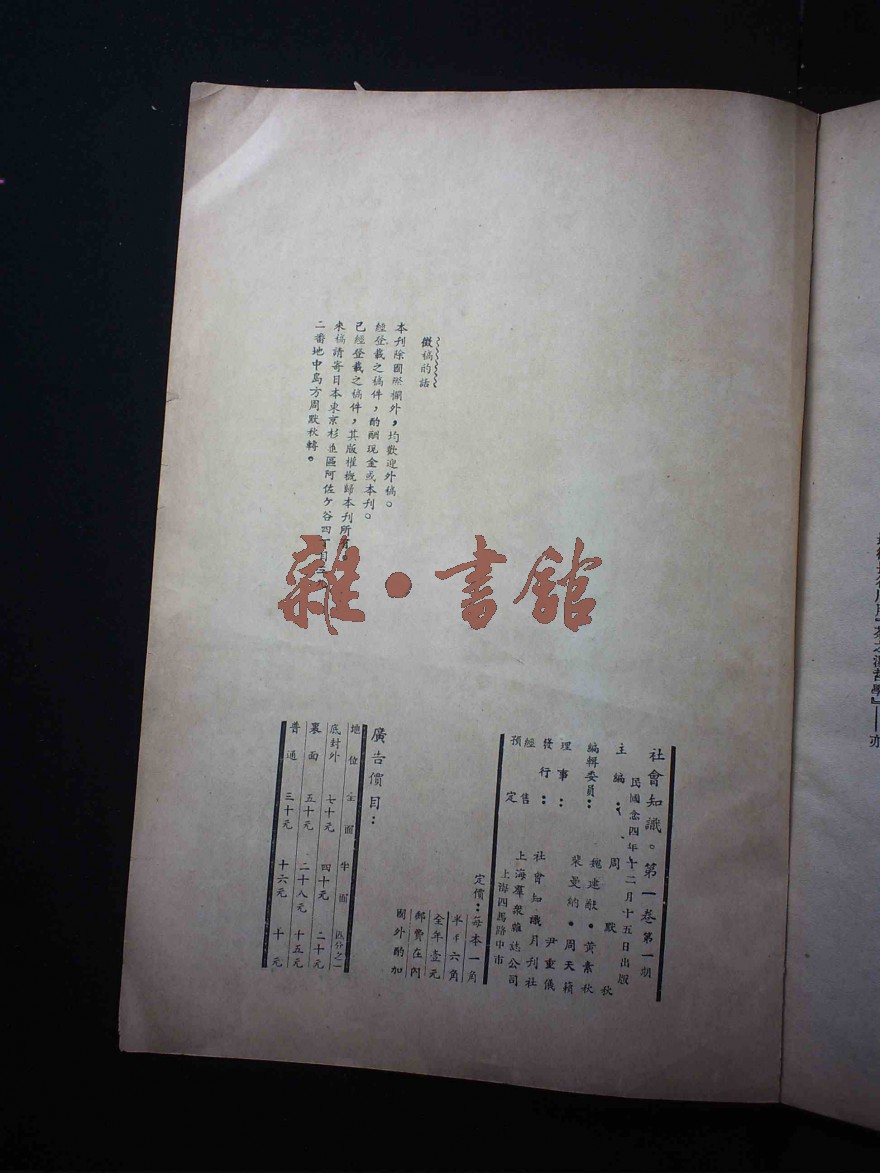 徵稿的話
本刊除國際欄外，均歡迎外稿。
經登載之稿件，酌酬現金或本刊。
已經登載之稿件，其版權概歸本刊所有
來稿請寄日本東京杉並區阿佐ケ谷四丁目
二番地中島方周默秋轉。
雜•書館
社會知識。第一卷第一期
民國念四年十二月十五日出版
主編：周默秋
編輯委員：魏建猷•黃素秋
裴曼納•周天籟
理事：尹重儀
發行：社會知識月刊社
經售
預定
上海羣衆雜誌公司
上海四馬路中市
定價：每本一角
半年六角
全年壹元
郵費在內
國外酌加
廣告價目：
地位 全面 半面 四分之一
底封外 七十元 四十元 二十元
裏面 五十元 二十八元 十五元
普通 三十元 十六元 十元